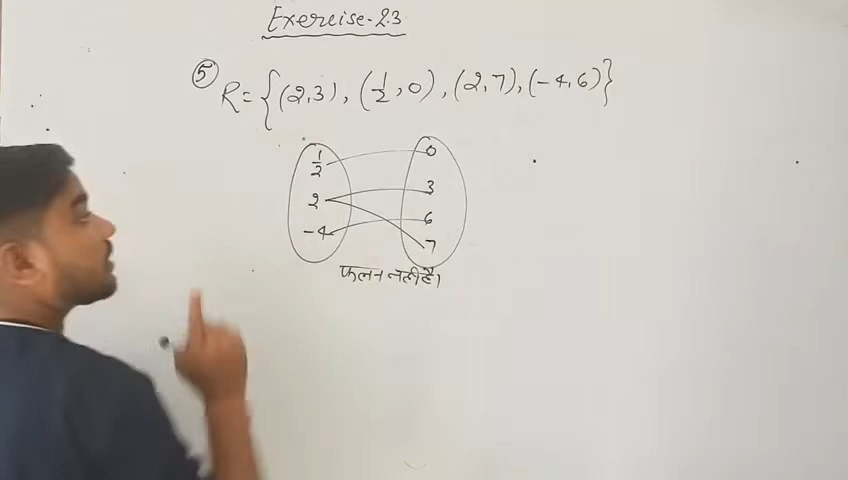 Exercise-2.3
⑤ R = {(2,3), (1/2, 0), (2,7), (-4,6)}
1/2 0
2 3
-4 6
7
फलन नहीं है।